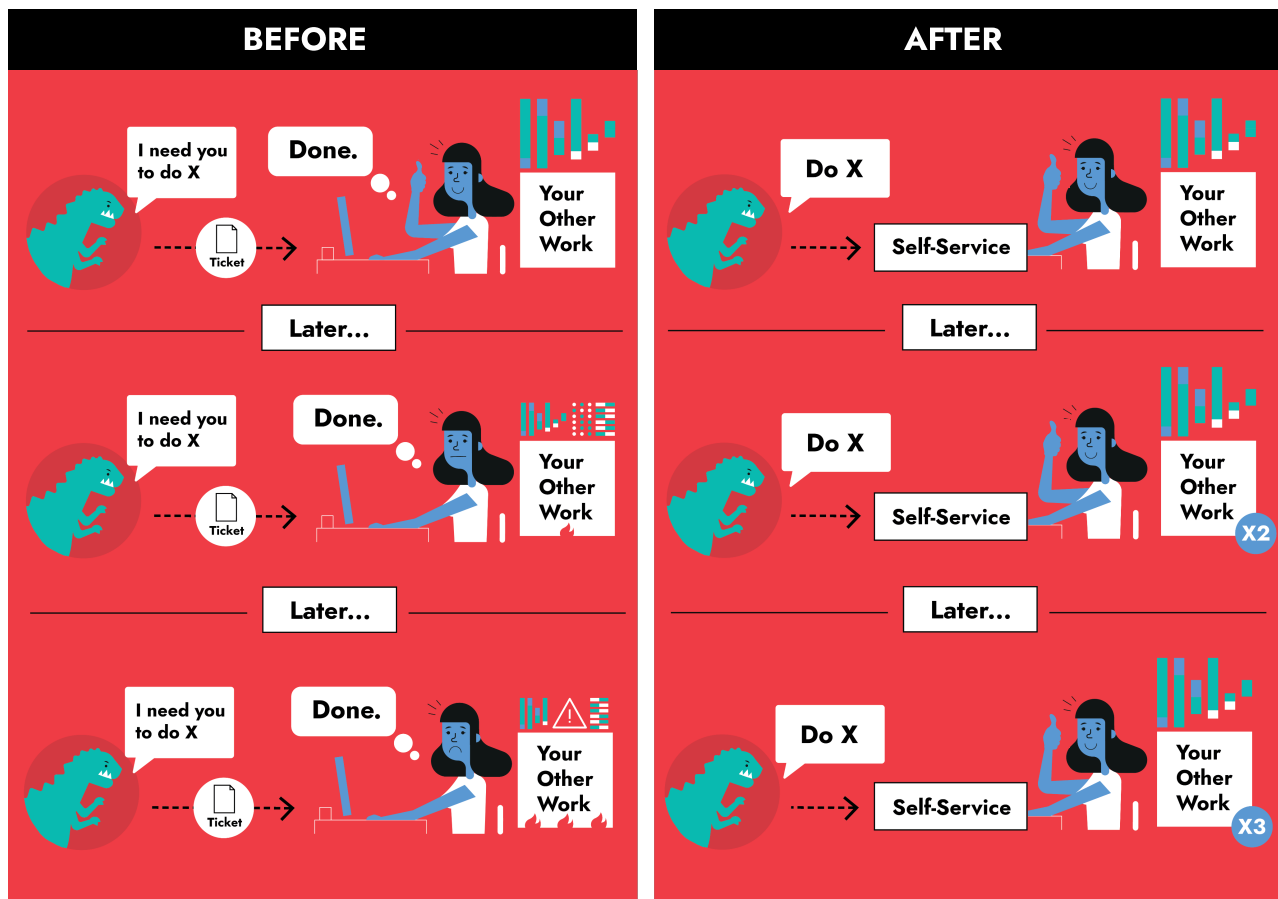 BEFORE
I need you
to do X
Done.
Ticket
Your
Other
Work
Later...
I need you
to do X
Done.
Ticket
Your
Other
Work
Later...
I need you
to do X
Done.
Ticket
!
Your
Other
Work
AFTER
Do X
Self-Service
Your
Other
Work
Later...
Do X
Self-Service
Your
Other
Work
X2
Later...
Do X
Self-Service
Your
Other
Work
X3